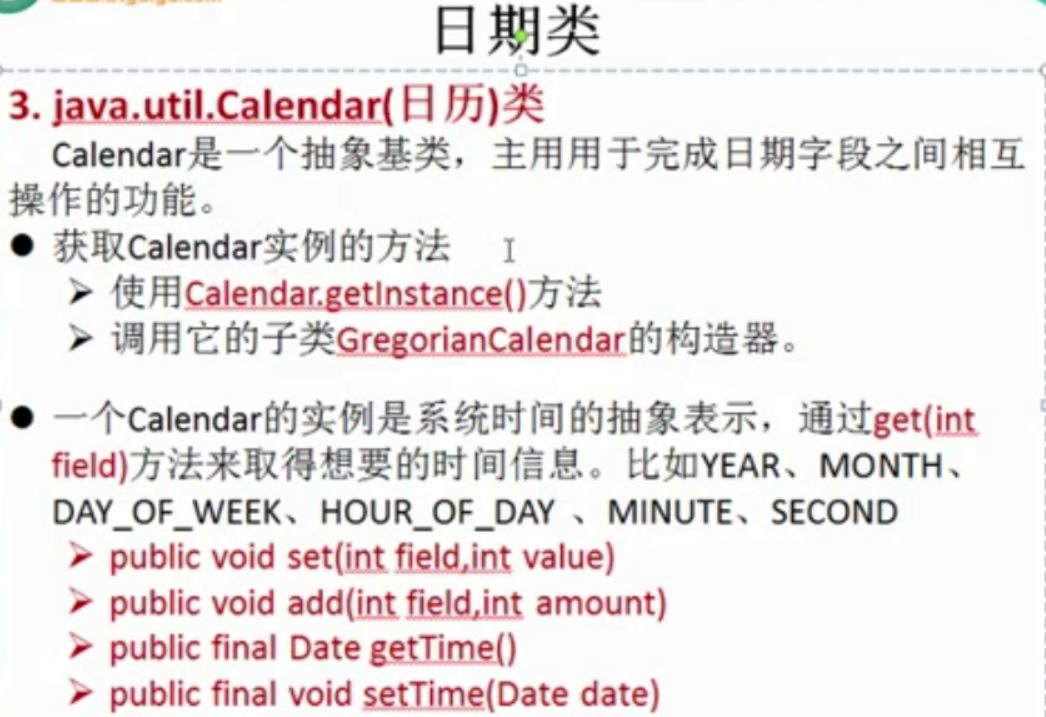 日期类
3. java.util.Calendar(日历)类
Calendar是一个抽象基类，主用用于完成日期字段之间相互
操作的功能。
● 获取Calendar实例的方法
➢ 使用Calendar.getInstance()方法
➢ 调用它的子类GregorianCalendar的构造器。
● 一个Calendar的实例是系统时间的抽象表示，通过get(int
field)方法来取得想要的时间信息。比如YEAR、MONTH、
DAY_OF_WEEK、HOUR_OF_DAY 、MINUTE、SECOND
➢ public void set(int field,int value)
➢ public void add(int field,int amount)
➢ public final Date getTime()
➢ public final void setTime(Date date)